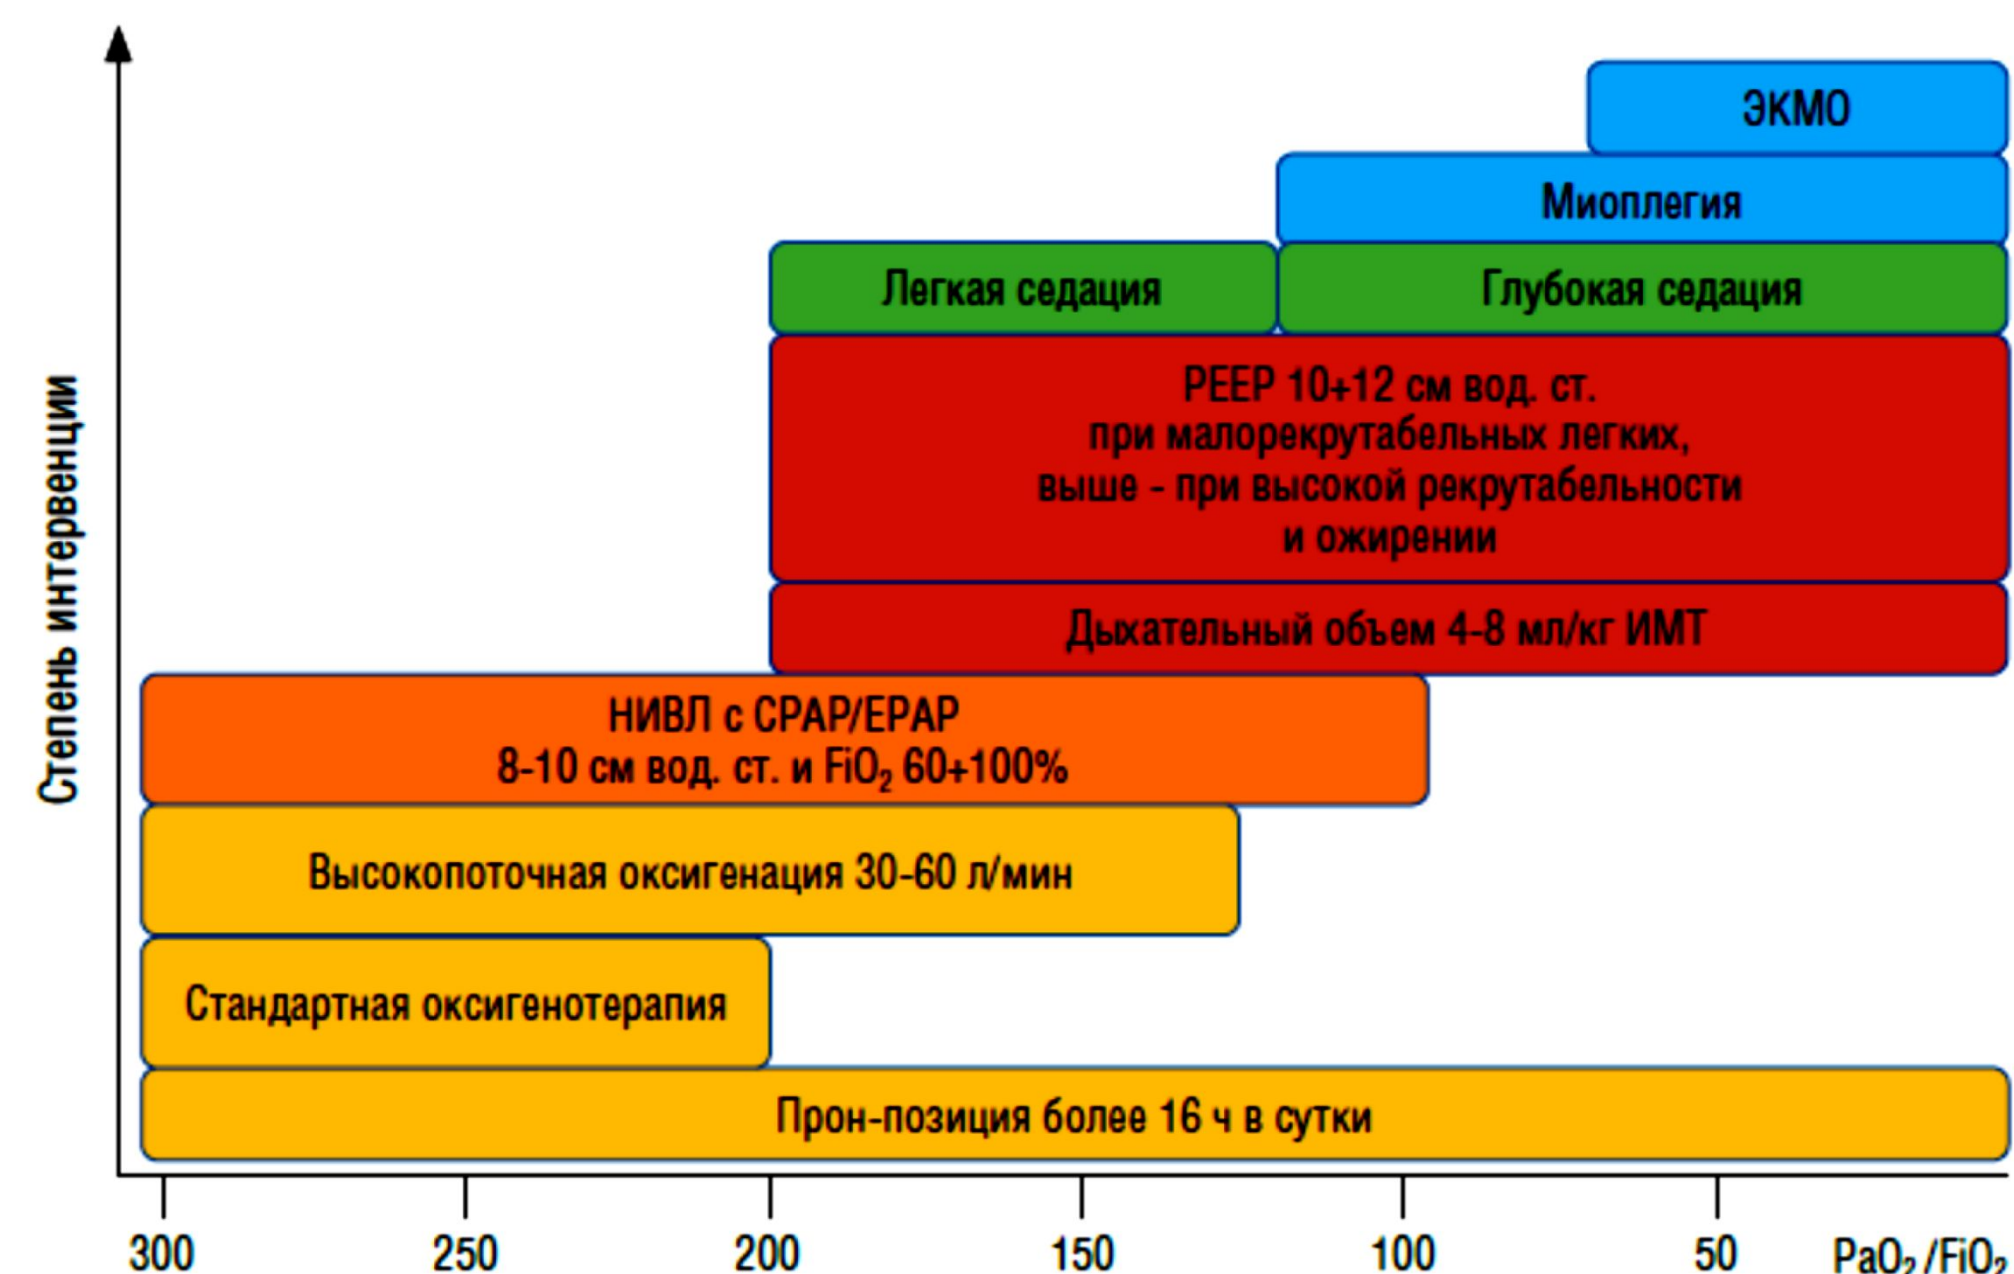 ЭКМО
Миоплегия
Легкая седация
Глубокая седация
PEEP 10+12 см вод. ст.
при малорекрутабельных легких,
выше - при высокой рекрутабельности
и ожирении
Дыхательный объем 4-8 мл/кг ИМТ
НИВЛ с CPAP/EPAP
8-10 см вод. ст. и FiO₂ 60+100%
Высокопоточная оксигенация 30-60 л/мин
Стандартная оксигенотерапия
Прон-позиция более 16 ч в сутки
Степень интервенции
300
250
200
150
100
50
PaO₂/FiO₂